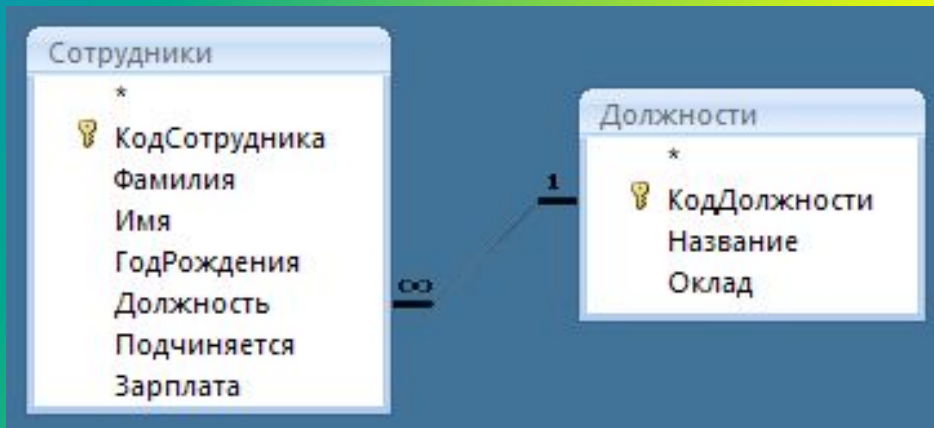 Сотрудники
*
КодСотрудника
Фамилия
Имя
ГодРождения
Должность
Подчиняется
Зарплата
∞
1
Должности
*
КодДолжности
Название
Оклад